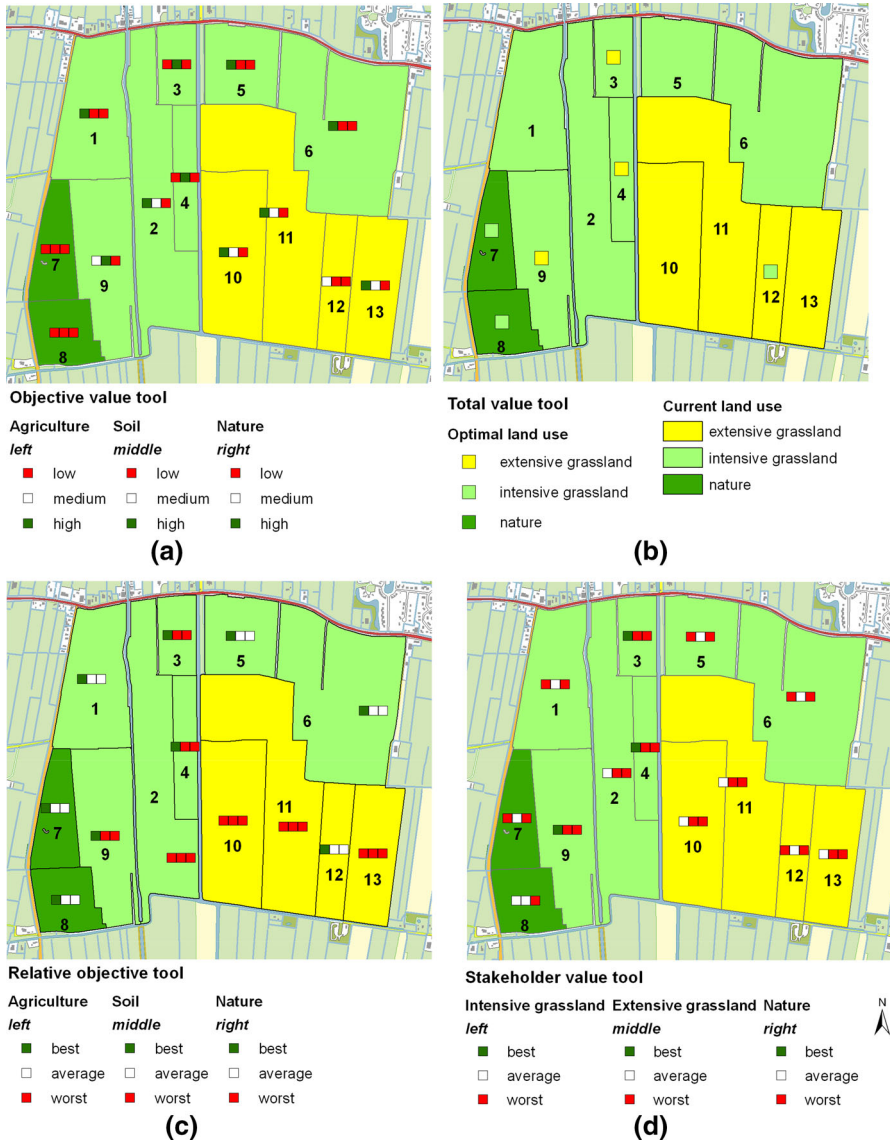 3
5
1
6
4
2
7
9
11
10
12
13
8
Objective value tool
Agriculture Soil Nature
left middle right
low low low
medium medium medium
high high high
(a)
3
5
1
6
4
2
7
9
11
10
12
13
8
Total value tool
Optimal land use
extensive grassland
intensive grassland
nature
Current land use
extensive grassland
intensive grassland
nature
(b)
3
5
1
6
4
2
7
9
11
10
12
13
8
Relative objective tool
Agriculture Soil Nature
left middle right
best best best
average average average
worst worst worst
(c)
3
5
1
6
4
2
7
9
11
10
12
13
8
Stakeholder value tool
Intensive grassland Extensive grassland Nature
left middle right
best best best
average average average
worst worst worst
N
(d)